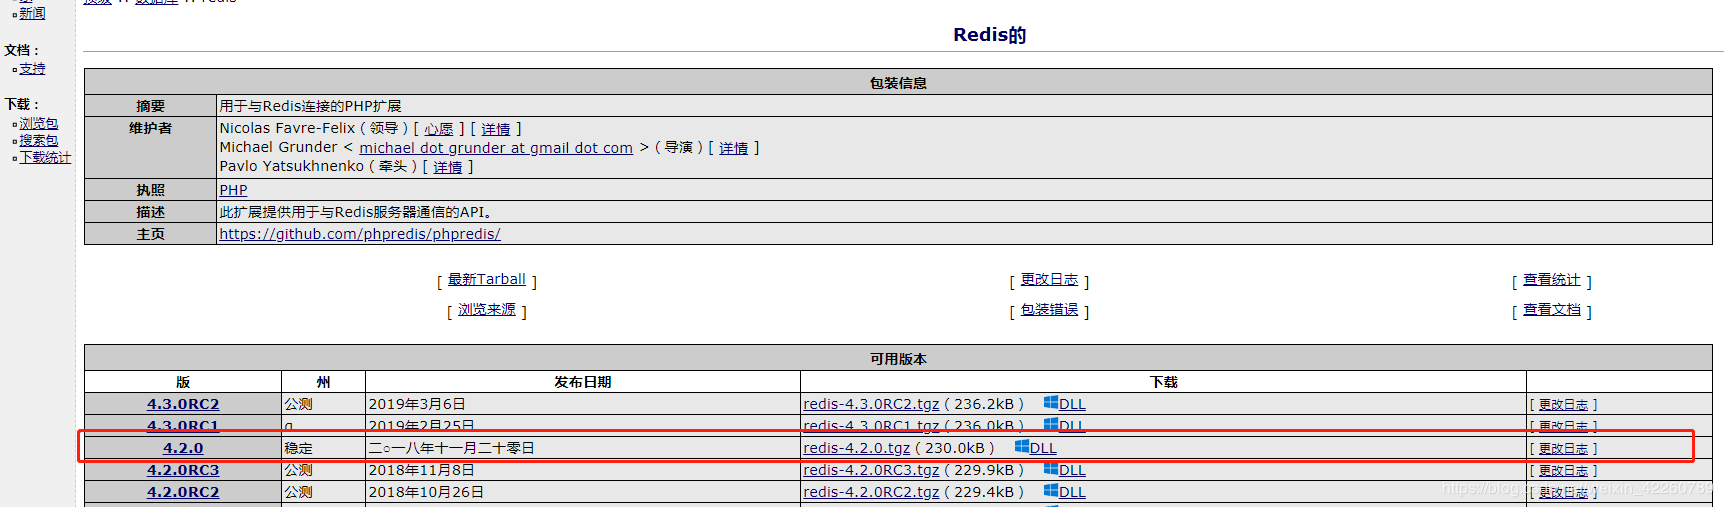 新闻
文档：
支持
下载：
浏览包
搜索包
下载统计
Redis的
包装信息
摘要 用于与Redis连接的PHP扩展
维护者 Nicolas Favre-Felix（领导）[ 心愿 ] [ 详情 ]
Michael Grunder < michael dot grunder at gmail dot com >（导演）[ 详情 ]
Pavlo Yatsukhnenko（牵头）[ 详情 ]
执照 PHP
描述 此扩展提供用于与Redis服务器通信的API。
主页 https://github.com/phpredis/phpredis/
[ 最新Tarball ] [ 更改日志 ] [ 查看统计 ]
[ 浏览来源 ] [ 包装错误 ] [ 查看文档 ]
可用版本
版 州 发布日期 下载
4.3.0RC2 公测 2019年3月6日 redis-4.3.0RC2.tgz（236.2kB） DLL [ 更改日志 ]
4.3.0RC1 2019年2月25日 redis-4.3.0RC1.tgz（236.0kB） DLL [ 更改日志 ]
4.2.0 稳定 二○一八年十一月二十零日 redis-4.2.0.tgz（230.0kB） DLL [ 更改日志 ]
4.2.0RC3 公测 2018年11月8日 redis-4.2.0RC3.tgz（229.9kB） DLL [ 更改日志 ]
4.2.0RC2 公测 2018年10月26日 redis-4.2.0RC2.tgz（229.4kB） DLL [ 更改日志 ]